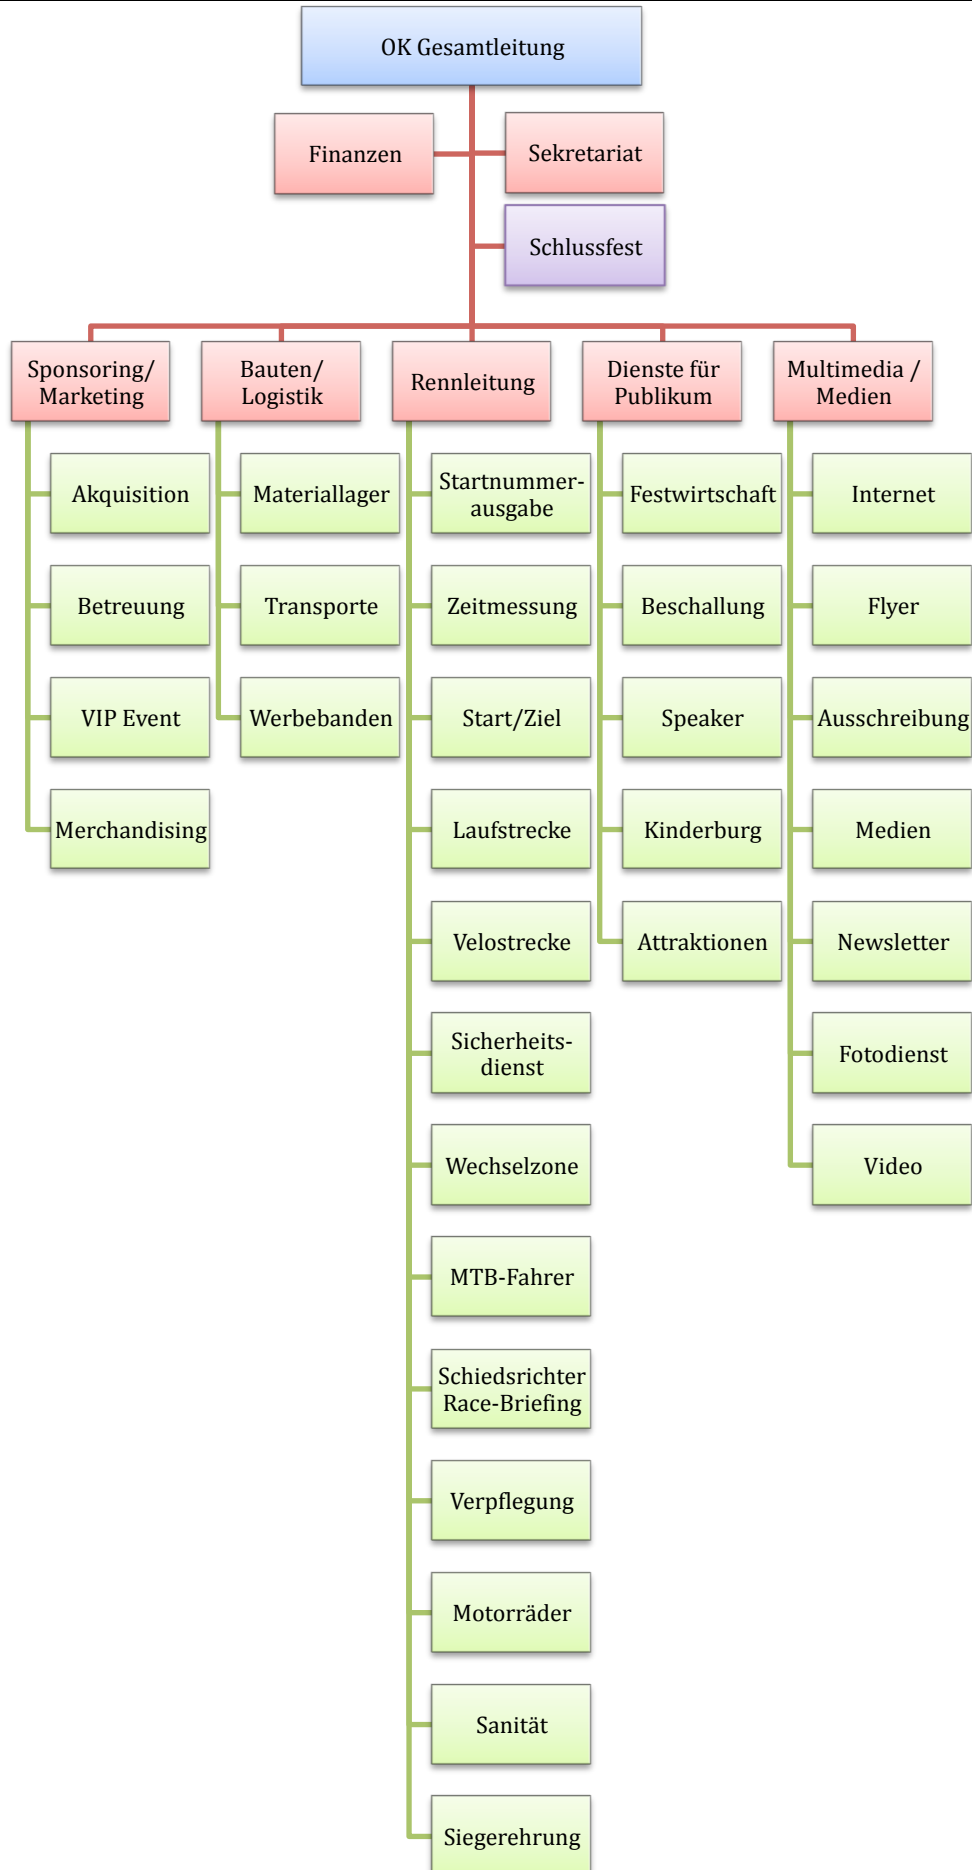 OK Gesamtleitung
Finanzen
Sekretariat
Schlussfest
Sponsoring/
Marketing
Akquisition
Betreuung
VIP Event
Merchandising
Bauten/
Logistik
Materiallager
Transporte
Werbebanden
Rennleitung
Startnummer-
ausgabe
Zeitmessung
Start/Ziel
Laufstrecke
Velostrecke
Sicherheits-
dienst
Wechselzone
MTB-Fahrer
Schiedsrichter
Race-Briefing
Verpflegung
Motorräder
Sanität
Siegerehrung
Dienste für
Publikum
Festwirtschaft
Beschallung
Speaker
Kinderburg
Attraktionen
Multimedia /
Medien
Internet
Flyer
Ausschreibung
Medien
Newsletter
Fotodienst
Video